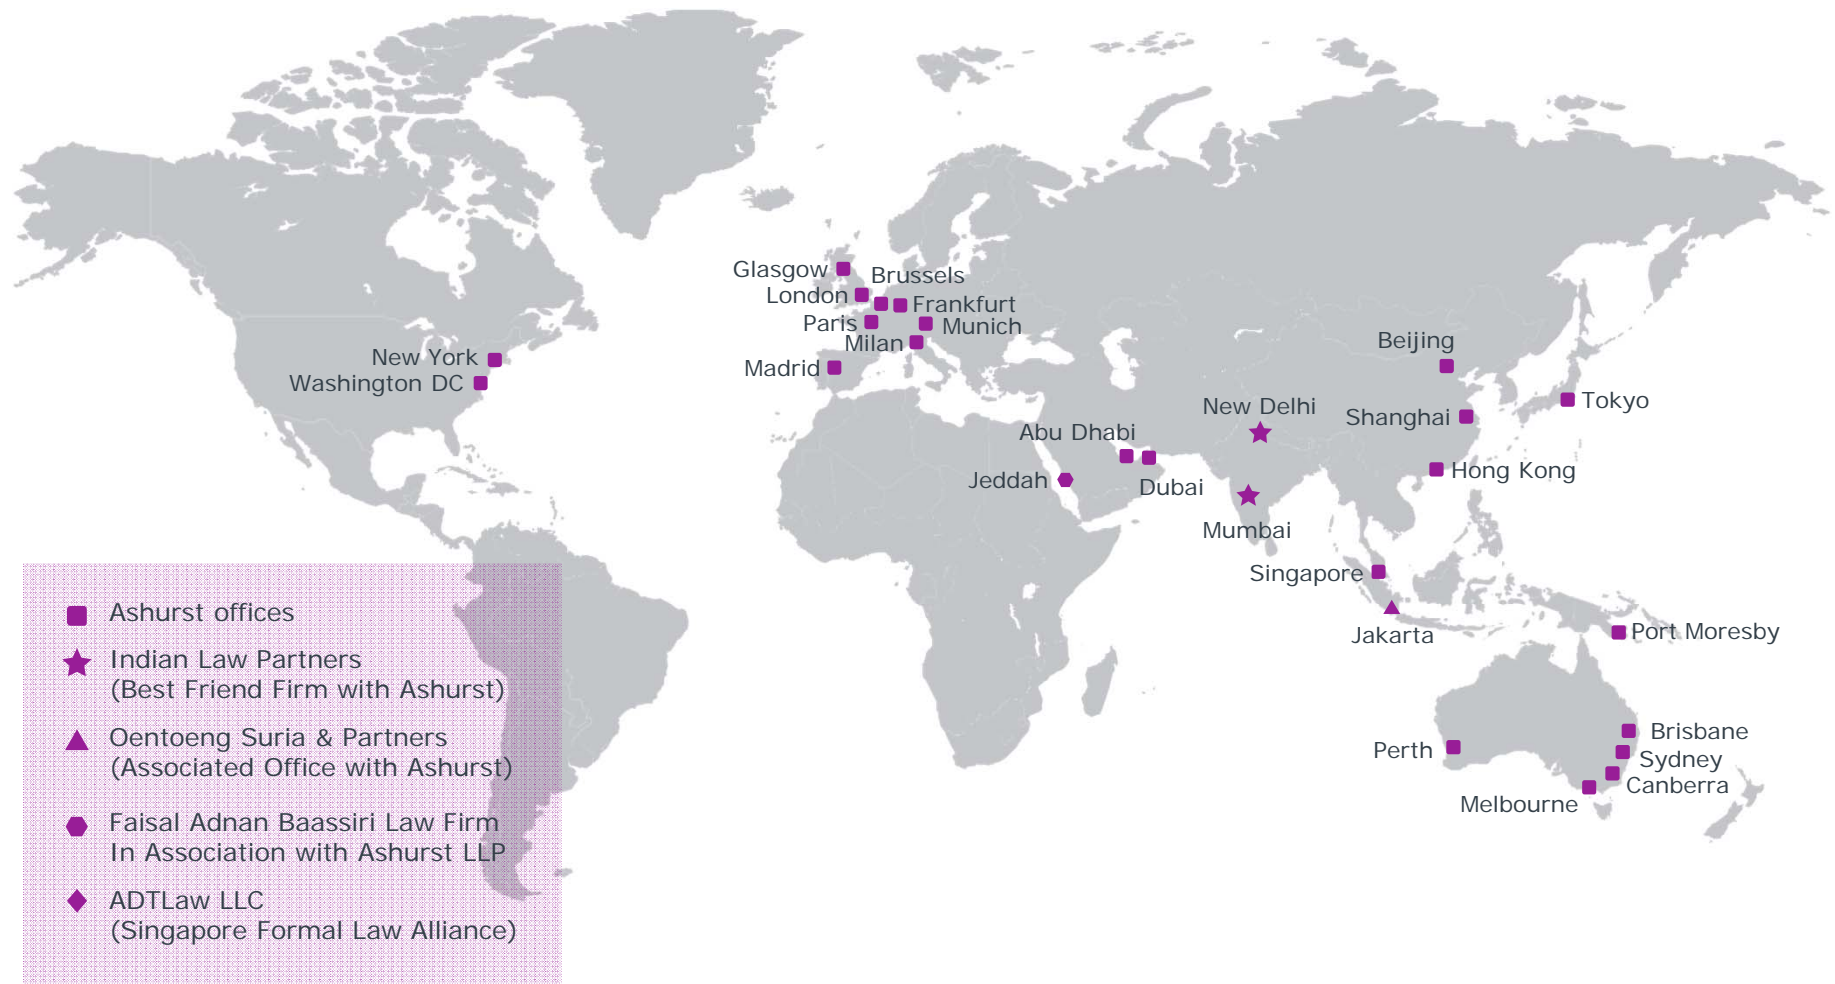 Glasgow
Brussels
London
Frankfurt
Paris
Munich
Milan
Madrid
New York
Washington DC
Beijing
Tokyo
New Delhi
Shanghai
Abu Dhabi
Hong Kong
Jeddah
Dubai
Mumbai
Singapore
Jakarta
Port Moresby
Brisbane
Perth
Sydney
Canberra
Melbourne
Ashurst offices
Indian Law Partners
(Best Friend Firm with Ashurst)
Oentoeng Suria & Partners
(Associated Office with Ashurst)
Faisal Adnan Baassiri Law Firm
In Association with Ashurst LLP
ADTLaw LLC
(Singapore Formal Law Alliance)